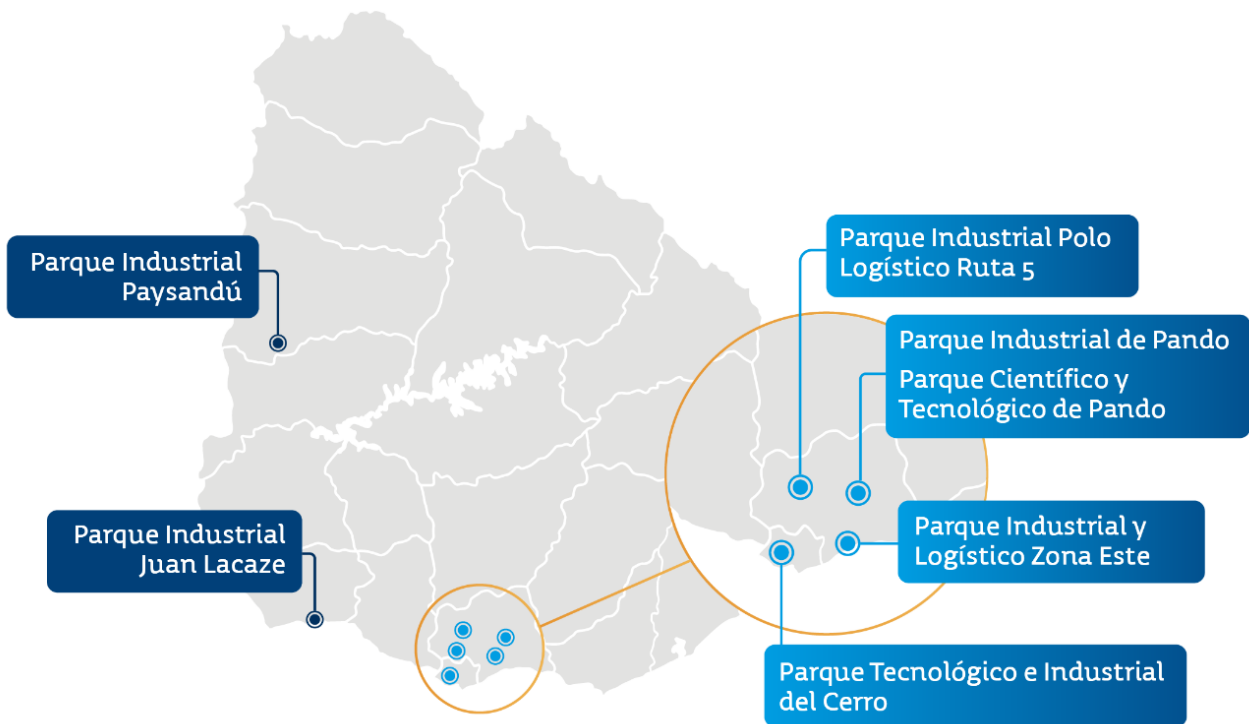 Parque Industrial
Paysandú
Parque Industrial
Juan Lacaze
Parque Industrial Polo
Logístico Ruta 5
Parque Industrial de Pando
Parque Científico y
Tecnológico de Pando
Parque Industrial y
Logístico Zona Este
Parque Tecnológico e Industrial
del Cerro